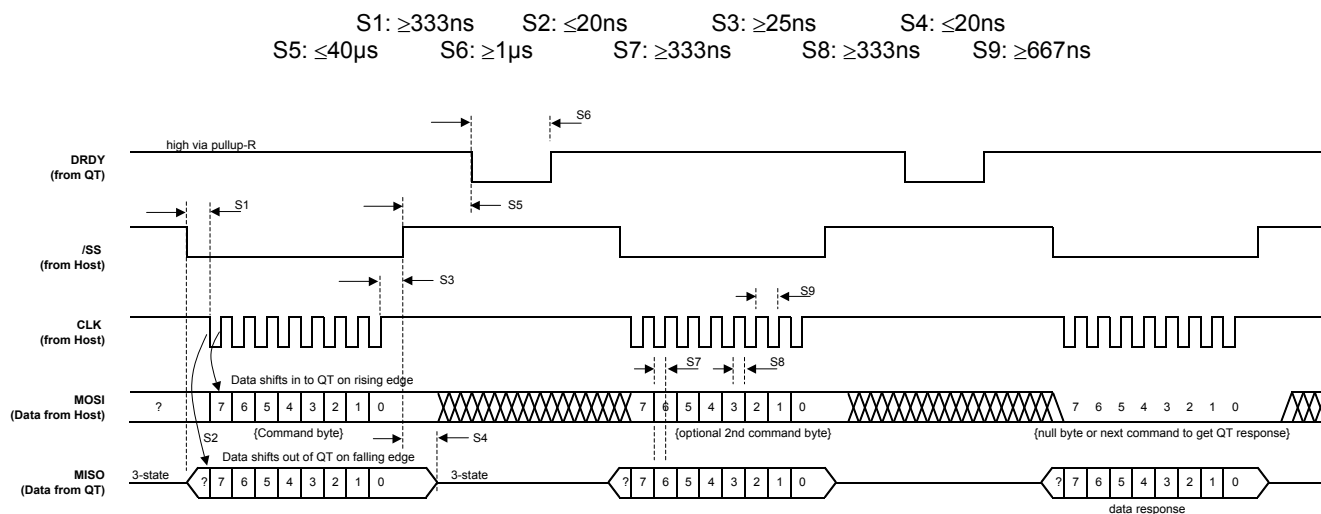 S1: ≥333ns S2: ≤20ns S3: ≥25ns S4: ≤20ns
S5: ≤40µs S6: ≥1µs S7: ≥333ns S8: ≥333ns S9: ≥667ns
S6
high via pullup-R
DRDY
(from QT)
S1
S5
/SS
(from Host)
S3
S9
CLK
(from Host)
S7
S8
Data shifts in to QT on rising edge
MOSI
(Data from Host)
? 7 6 5 4 3 2 1 0 7 6 5 4 3 2 1 0 7 6 5 4 3 2 1 0
{Command byte} {optional 2nd command byte} {null byte or next command to get QT response}
S2
S4
Data shifts out of QT on falling edge
MISO
(Data from QT)
3-state ? 7 6 5 4 3 2 1 0 3-state ? 7 6 5 4 3 2 1 0 ? 7 6 5 4 3 2 1 0
data response